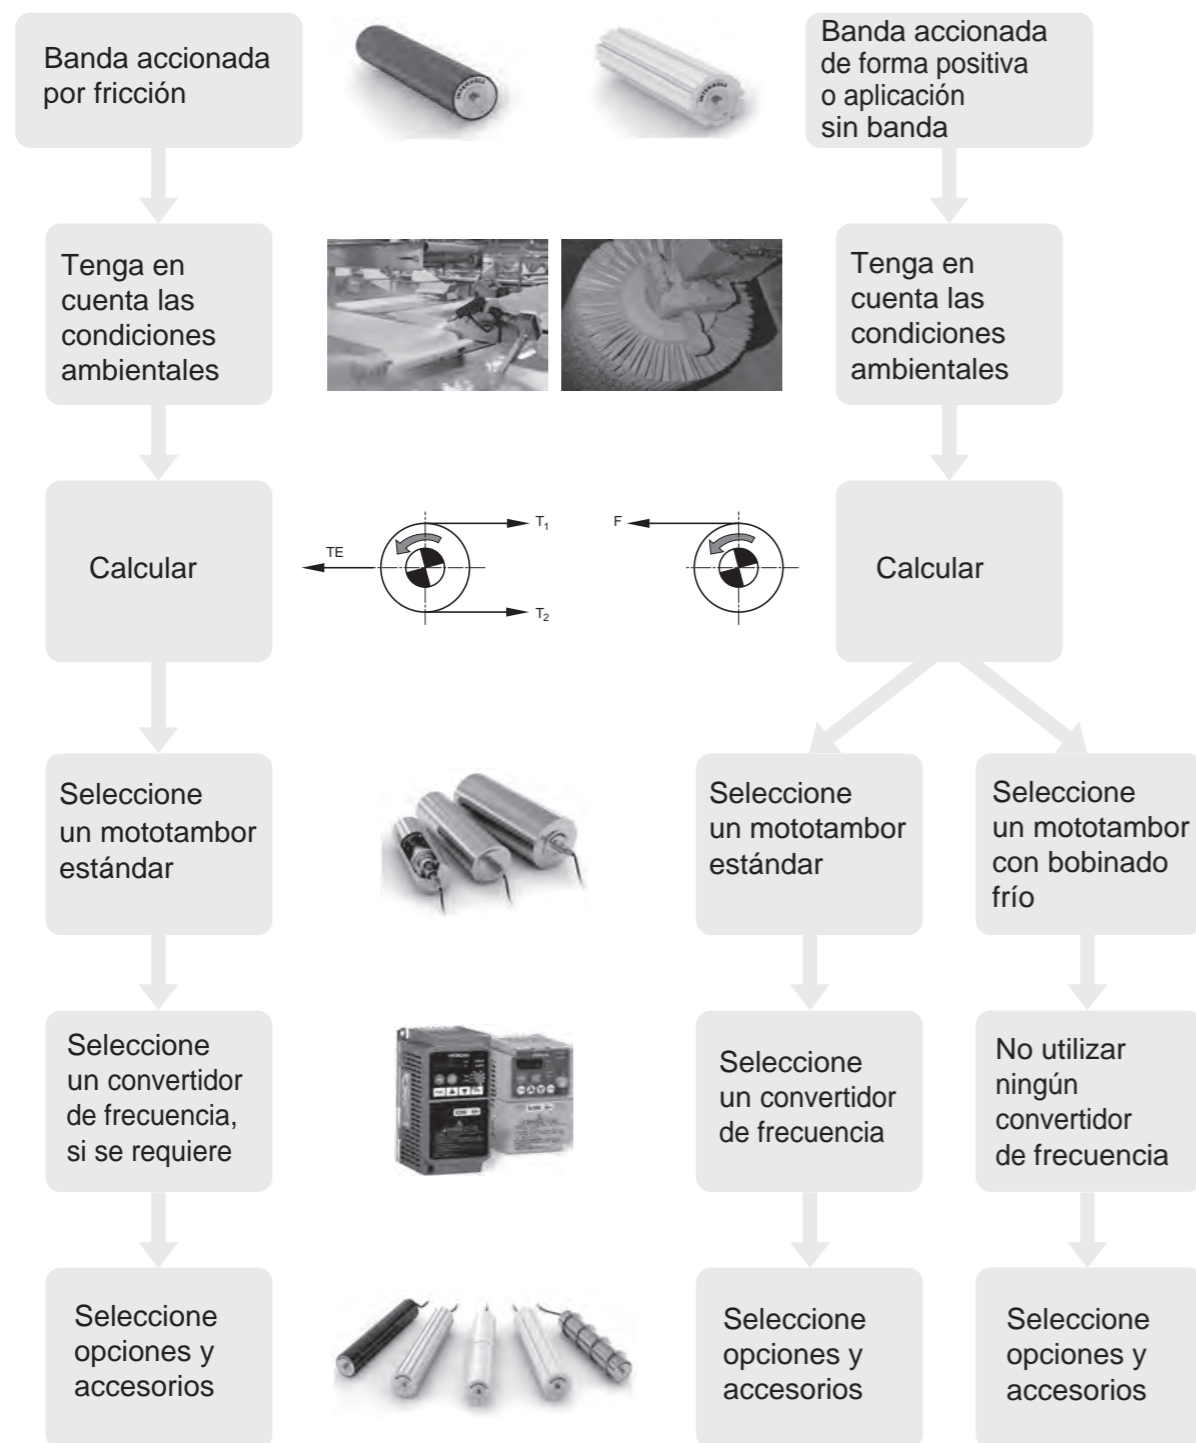 Banda accionada
por fricción
INTERROLL
INTERROLL
Banda accionada
de forma positiva
o aplicación
sin banda
Tenga en
cuenta las
condiciones
ambientales
Tenga en
cuenta las
condiciones
ambientales
Calcular
TE
T1
T2
F
Calcular
Seleccione
un mototambor
estándar
Seleccione
un mototambor
estándar
Seleccione
un mototambor
con bobinado
frío
Seleccione
un convertidor
de frecuencia,
si se requiere
HITACHI
Seleccione
un convertidor
de frecuencia
No utilizar
ningún
convertidor
de frecuencia
Seleccione
opciones y
accesorios
Seleccione
opciones y
accesorios
Seleccione
opciones y
accesorios